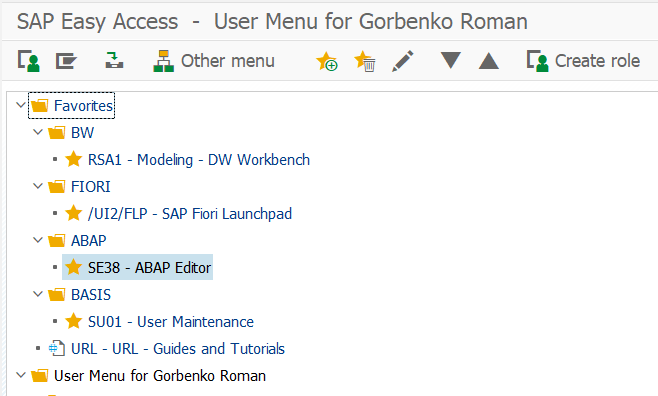 SAP Easy Access - User Menu for Gorbenko Roman
Other menu
Create role
Favorites
BW
RSA1 - Modeling - DW Workbench
FIORI
/UI2/FLP - SAP Fiori Launchpad
ABAP
SE38 - ABAP Editor
BASIS
SU01 - User Maintenance
URL - URL - Guides and Tutorials
User Menu for Gorbenko Roman